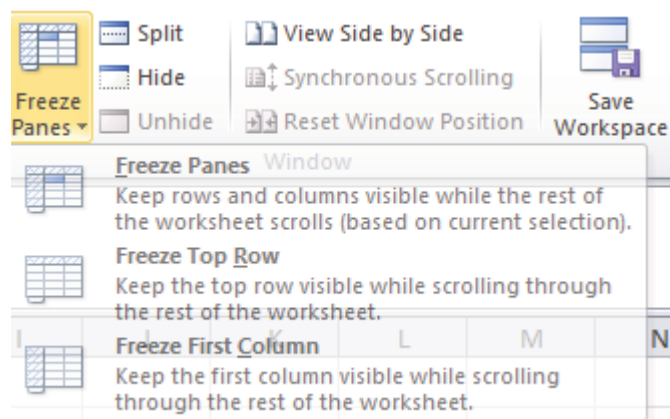 Split
View Side by Side
Hide
Synchronous Scrolling
Freeze
Panes
Unhide
Reset Window Position
Save
Workspace
Window
Freeze Panes
Keep rows and columns visible while the rest of
the worksheet scrolls (based on current selection).
Freeze Top Row
Keep the top row visible while scrolling through
the rest of the worksheet.
I J K L M N
Freeze First Column
Keep the first column visible while scrolling
through the rest of the worksheet.